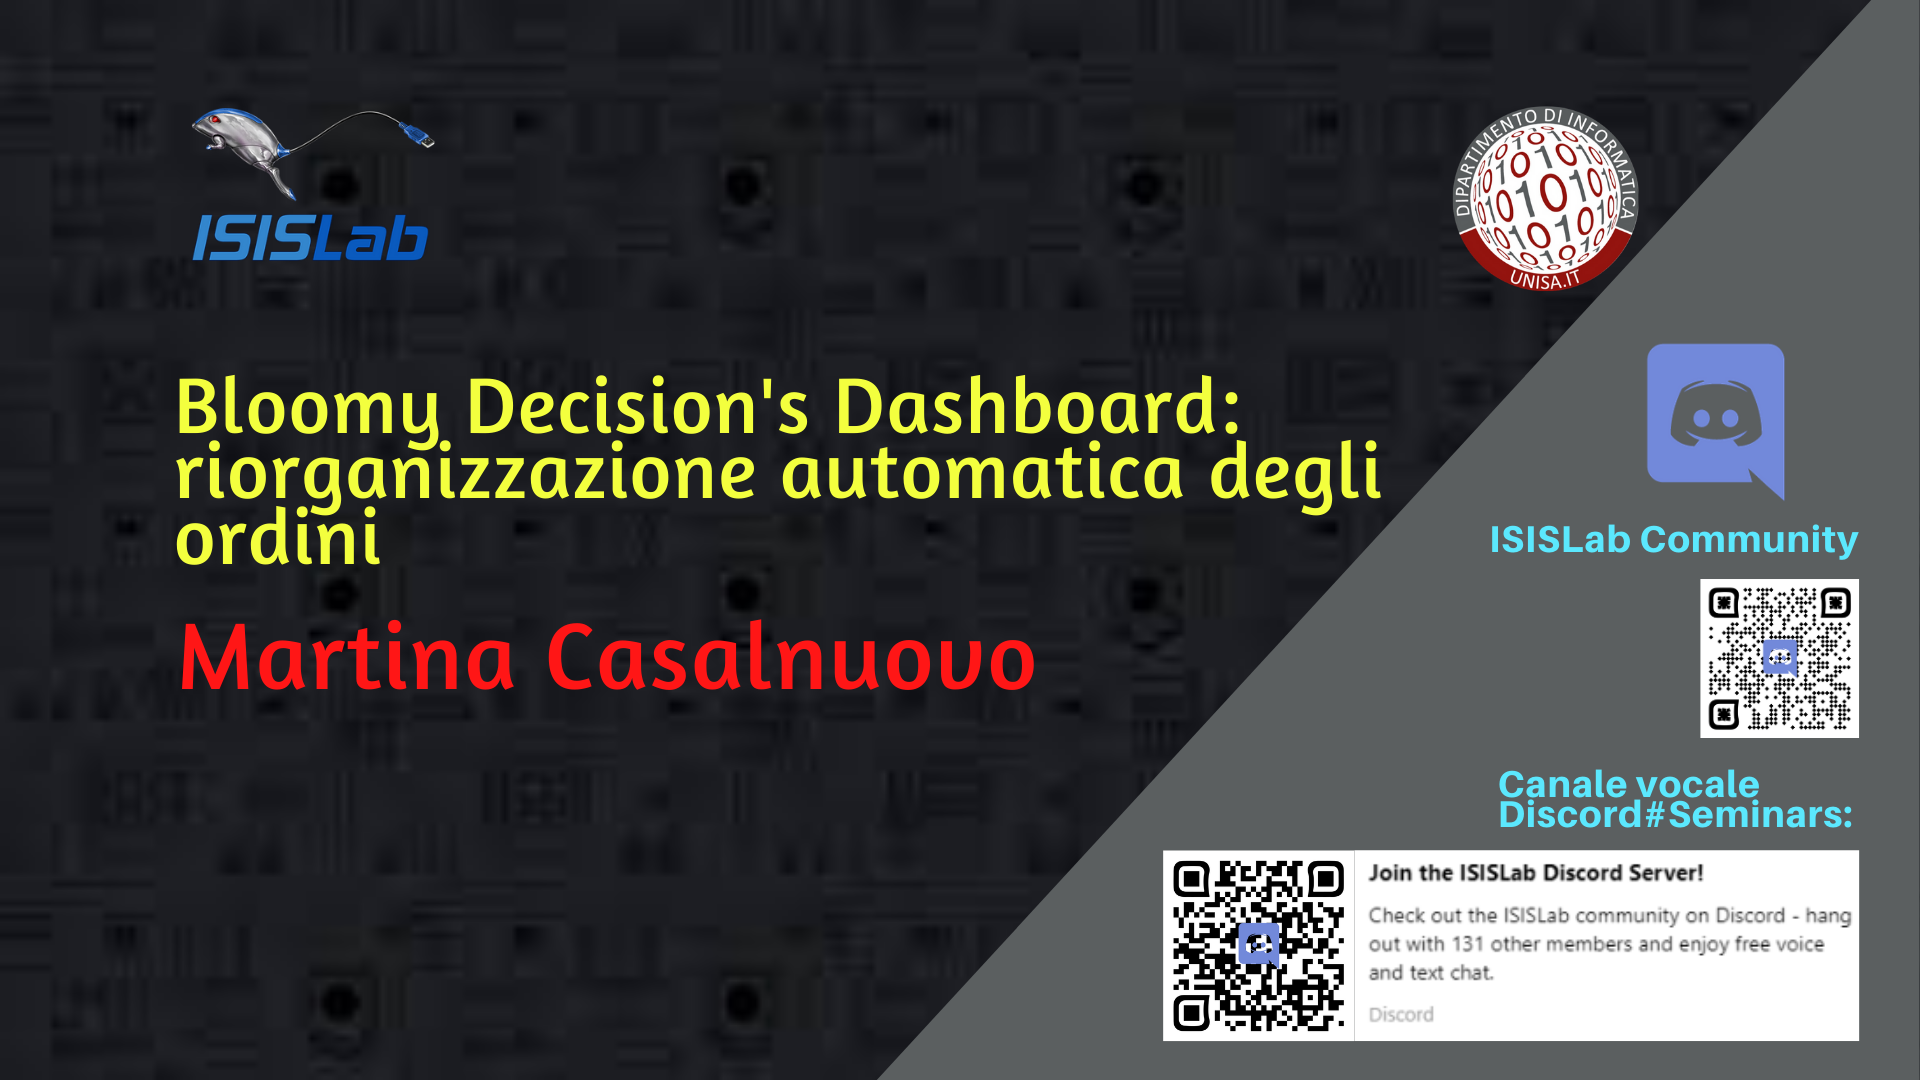 ISISLab
DIPARTIMENTO DI INFORMATICA
UNISA.IT
Bloomy Decision's Dashboard:
riorganizzazione automatica degli
ordini
Martina Casalnuovo
ISISLab Community
Canale vocale
Discord#Seminars:
Join the ISISLab Discord Server!
Check out the ISISLab community on Discord - hang
out with 131 other members and enjoy free voice
and text chat.
Discord